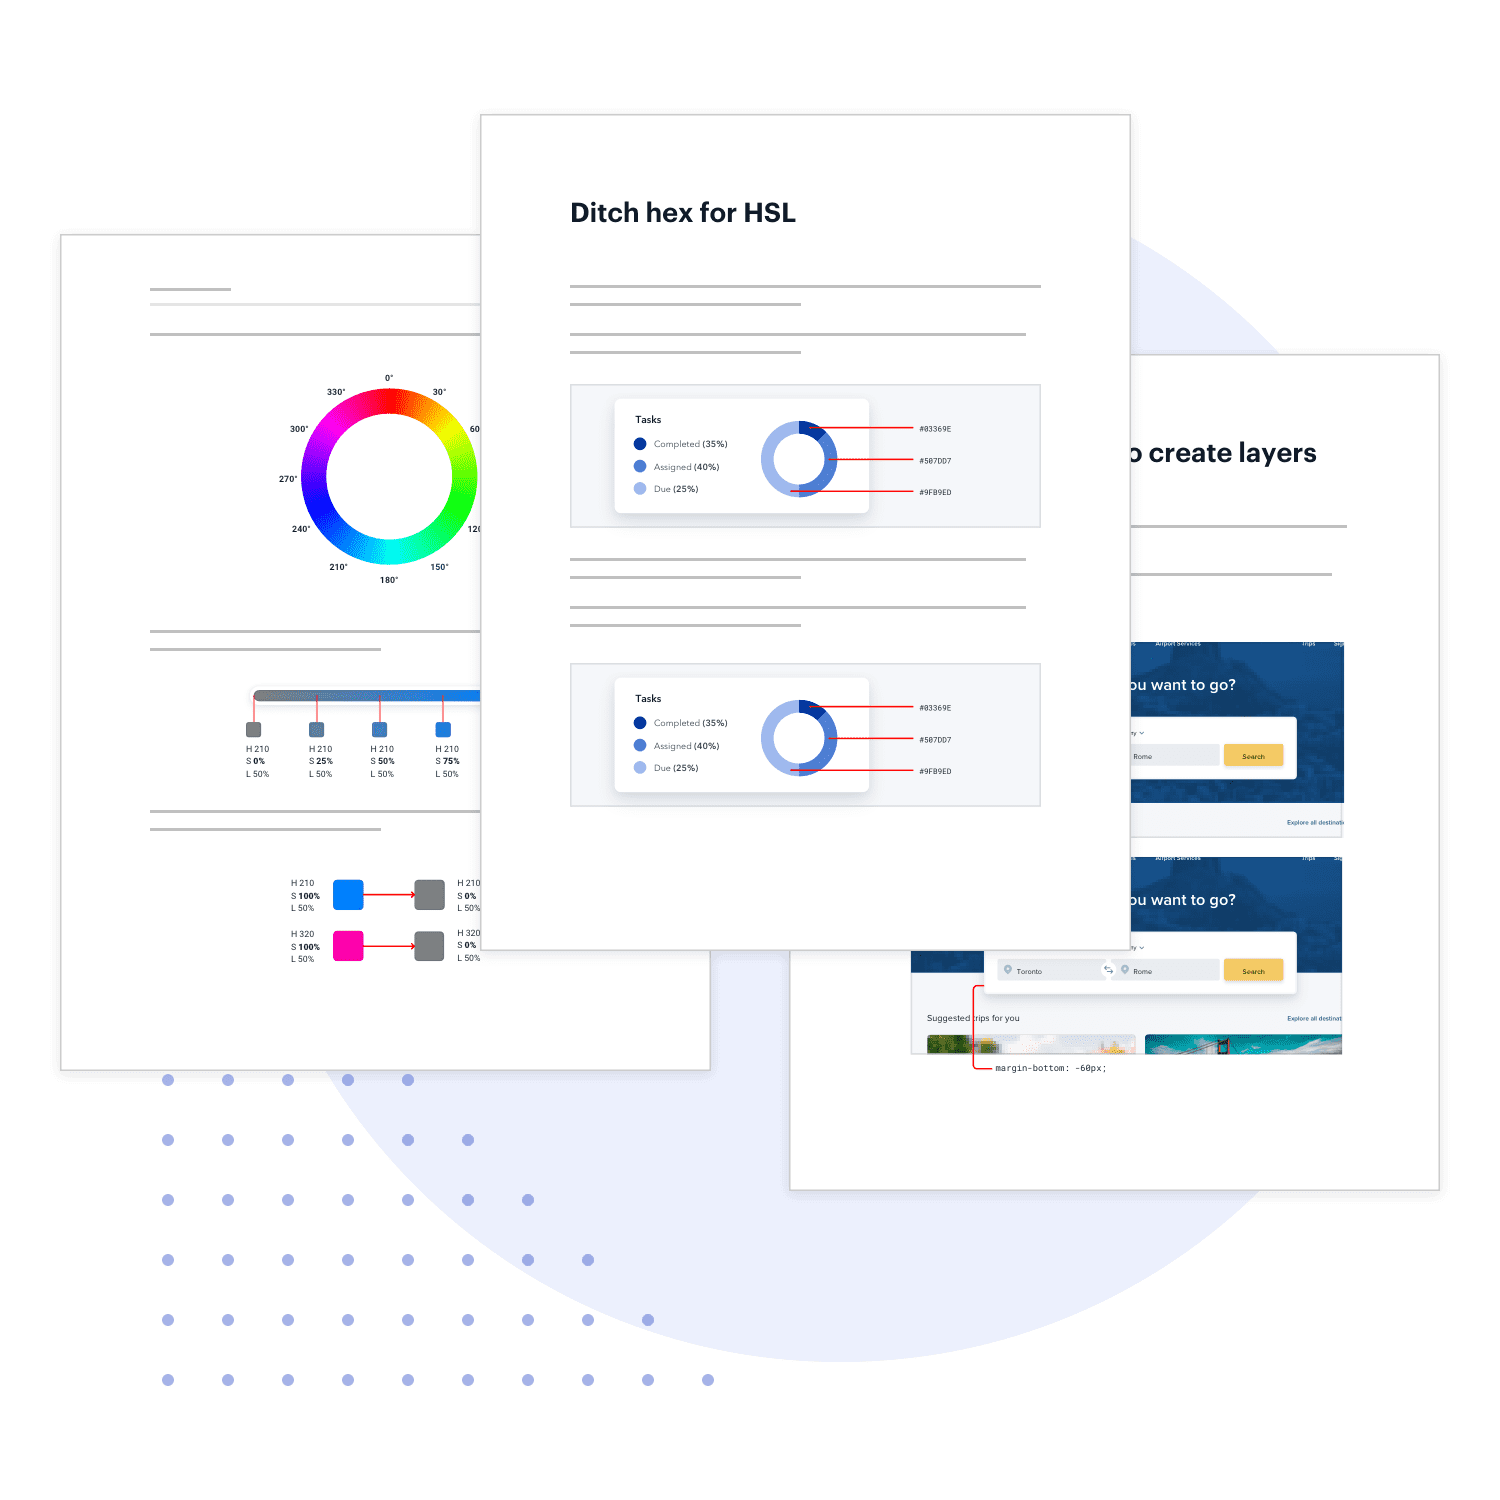 Ditch hex for HSL
Tasks
Completed (35%)
Assigned (40%)
Due (25%)
#03369E
#507DD7
#9FB9ED
Tasks
Completed (35%)
Assigned (40%)
Due (25%)
#03369E
#507DD7
#9FB9ED
0°
330°
30°
300°
60
270°
240°
120
210°
150°
180°
H 210
S 0%
L 50%
H 210
S 25%
L 50%
H 210
S 50%
L 50%
H 210
S 75%
L 50%
H 210
S 100%
L 50%
H 210
S 0%
L 50%
H 320
S 100%
L 50%
H 320
S 0%
L 50%
o create layers
Airport Services
Trips
ou want to go?
Rome
Search
Explore all destinati
Airport Services
Trips
ou want to go?
Toronto
Rome
Search
Suggested trips for you
Explore all destinat
margin-bottom: -60px;